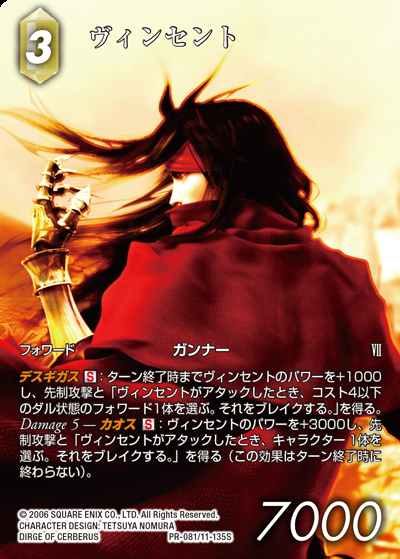 3
ヴィンセント
フォワード ガンナー VII
デスギガス S：ターン終了時までヴィンセントのパワーを+1000
し、先制攻撃と「ヴィンセントがアタックしたとき、コスト4以下
のダル状態のフォワード1体を選ぶ。それをブレイクする。」を得る。
Damage 5 — カオス S：ヴィンセントのパワーを+3000し、先
制攻撃と「ヴィンセントがアタックしたとき、キャラクター 1体を
選ぶ。それをブレイクする。」を得る（この効果はターン終了時に
終わらない）。
© 2006 SQUARE ENIX CO., LTD. All Rights Reserved.
CHARACTER DESIGN: TETSUYA NOMURA
DIRGE OF CERBERUS PR-081/11-135S
7000